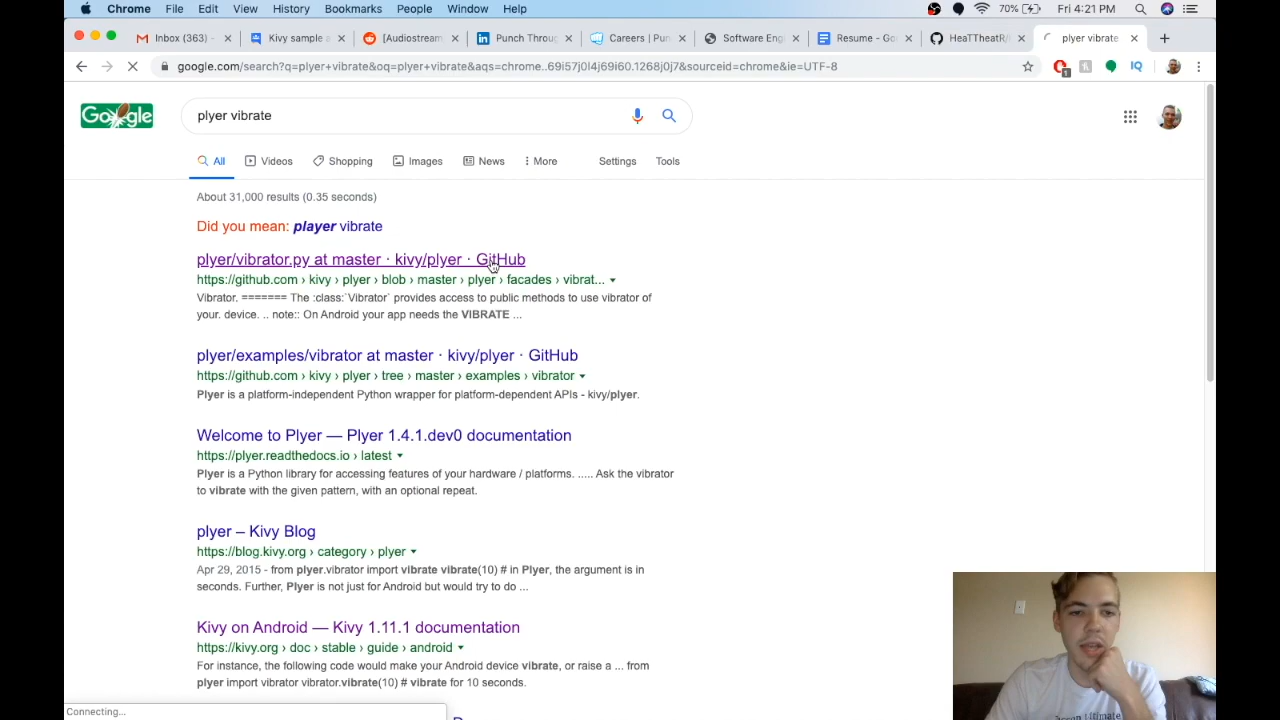 Chrome File Edit View History Bookmarks People Window Help 70% Fri 4:21 PM
Inbox (363) - Kivy sample a [Audiostream. Punch Throu Careers | Pun Software Eng Resume - Go HeaTTheatR/ plyer vibrate
google.com/search?q=plyer+vibrate&oq=plyer+vibrate&aqs=chrome..69i57j0l4j69i60.1268j0j7&sourceid=chrome&ie=UTF-8 1 IQ
Google plyer vibrate
All Videos Shopping Images News More Settings Tools
About 31,000 results (0.35 seconds)
Did you mean: player vibrate
plyer/vibrator.py at master · kivy/plyer · GitHub
https://github.com › kivy › plyer › blob › master › plyer › facades › vibrat...
Vibrator. ======= The :class:`Vibrator` provides access to public methods to use vibrator of
your. device. .. note:: On Android your app needs the VIBRATE ...
plyer/examples/vibrator at master · kivy/plyer · GitHub
https://github.com › kivy › plyer › tree › master › examples › vibrator
Plyer is a platform-independent Python wrapper for platform-dependent APIs - kivy/plyer.
Welcome to Plyer — Plyer 1.4.1.dev0 documentation
https://plyer.readthedocs.io › latest
Plyer is a Python library for accessing features of your hardware / platforms. ..... Ask the vibrator
to vibrate with the given pattern, with an optional repeat.
plyer – Kivy Blog
https://blog.kivy.org › category › plyer
Apr 29, 2015 - from plyer.vibrator import vibrate vibrate(10) # in Plyer, the argument is in
seconds. Further, Plyer is not just for Android but would try to do ...
Kivy on Android — Kivy 1.11.1 documentation
https://kivy.org › doc › stable › guide › android
For instance, the following code would make your Android device vibrate, or raise a ... from
plyer import vibrator vibrator.vibrate(10) # vibrate for 10 seconds.
Connecting...